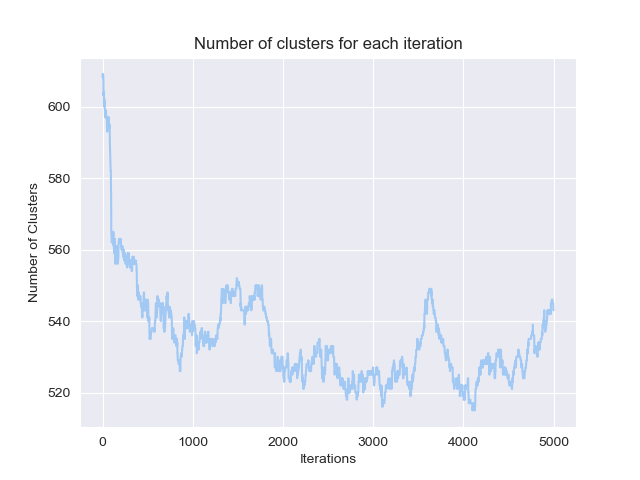 Number of clusters for each iteration
Number of Clusters
600
580
560
540
520
0 1000 2000 3000 4000 5000
Iterations